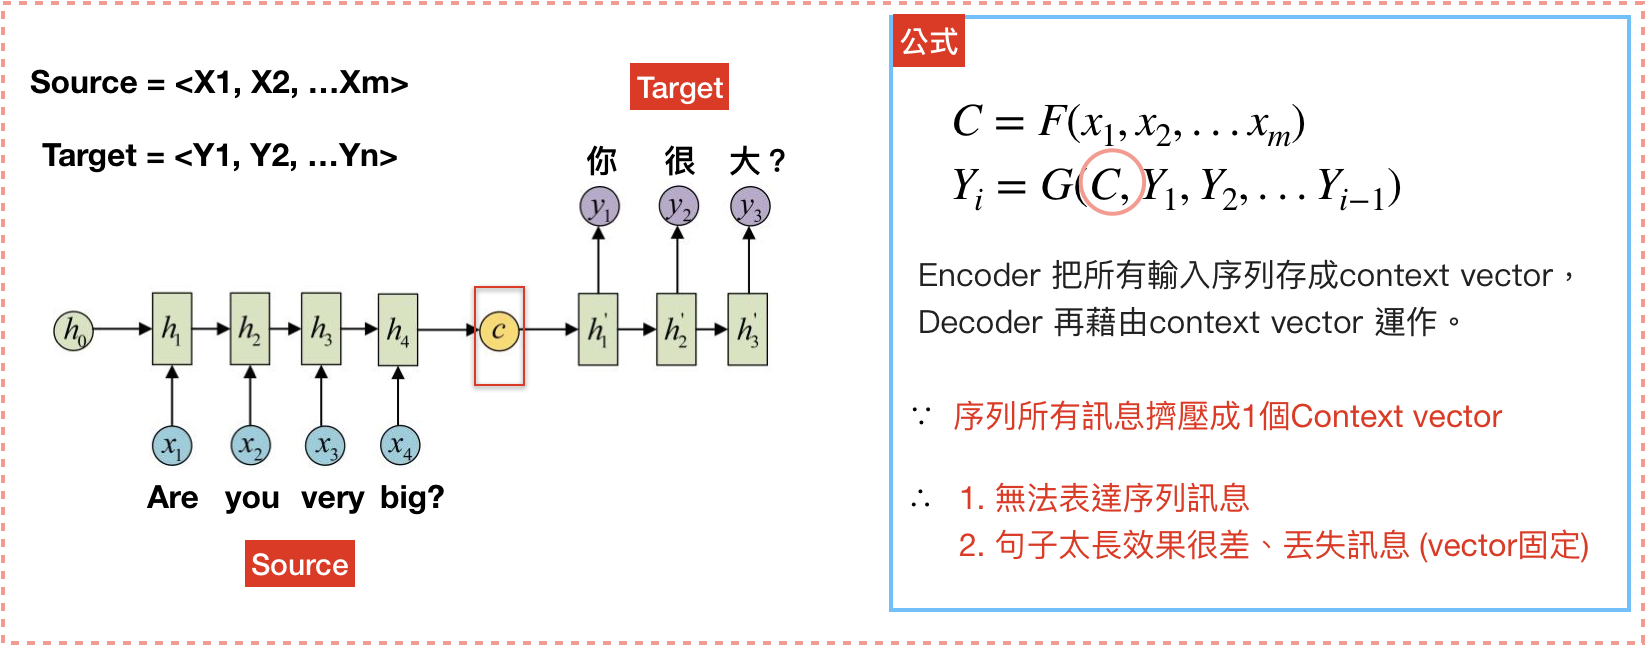 Source = <X1, X2, …Xm>
Target = <Y1, Y2, …Yn>
Target
你 很 大？
y₁ y₂ y₃
h₀ h₁ h₂ h₃ h₄ c h₁' h₂' h₃'
x₁ x₂ x₃ x₄
Are you very big?
Source
公式
C = F(x₁, x₂, . . . xₘ)
Yᵢ = G(C, Y₁, Y₂, . . . Yᵢ₋₁)
Encoder 把所有輸入序列存成context vector，
Decoder 再藉由context vector 運作。
∵ 序列所有訊息擠壓成1個Context vector
∴ 1. 無法表達序列訊息
2. 句子太長效果很差、丟失訊息 (vector固定)